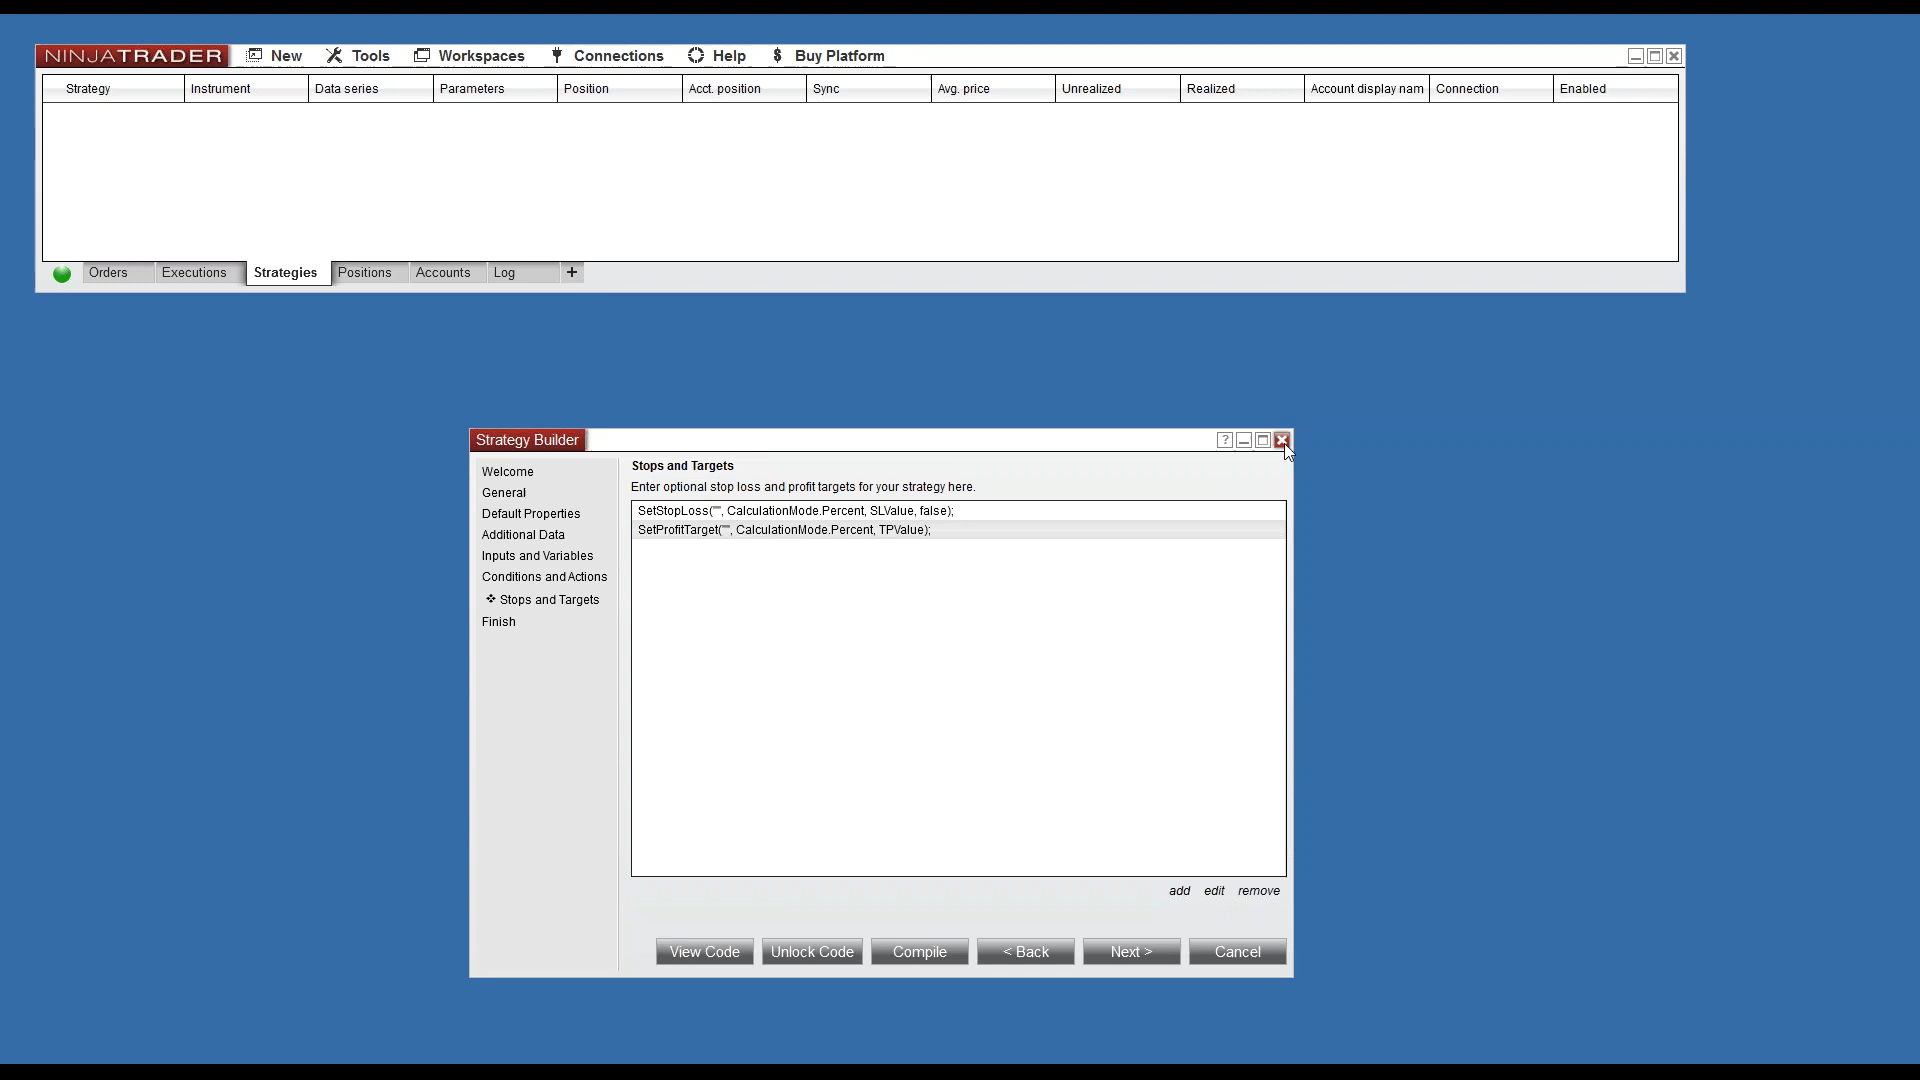 NINJATRADER New Tools Workspaces Connections Help $ Buy Platform
Strategy Instrument Data series Parameters Position Acct. position Sync Avg. price Unrealized Realized Account display nam Connection Enabled
Orders Executions Strategies Positions Accounts Log +
Strategy Builder ?
Welcome
General
Default Properties
Additional Data
Inputs and Variables
Conditions and Actions
Stops and Targets
Finish
Stops and Targets
Enter optional stop loss and profit targets for your strategy here.
SetStopLoss("", CalculationMode.Percent, SLValue, false);
SetProfitTarget("", CalculationMode.Percent, TPValue);
add edit remove
View Code Unlock Code Compile < Back Next > Cancel